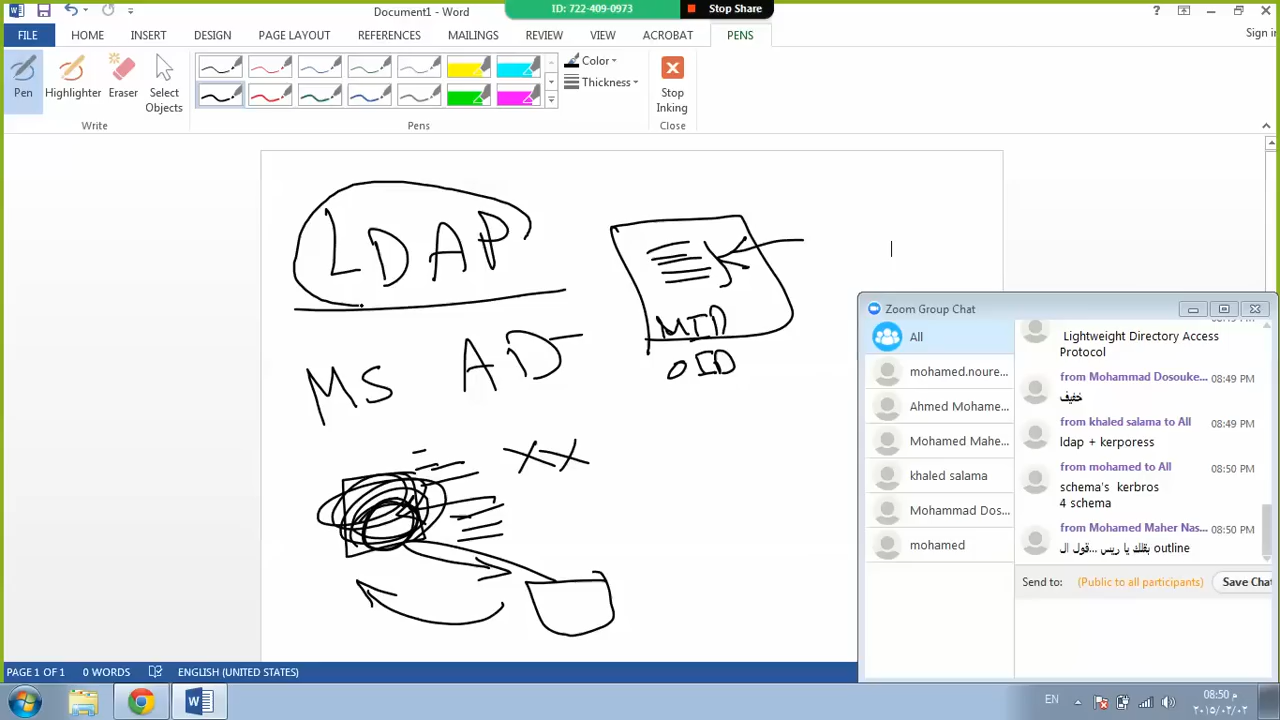 Document1 - Word
ID: 722-409-0973
Stop Share
?
FILE
HOME
INSERT
DESIGN
PAGE LAYOUT
REFERENCES
MAILINGS
REVIEW
VIEW
ACROBAT
PENS
Sign in
Pen
Highlighter
Eraser
Select Objects
Color
Thickness
Stop Inking
Write
Pens
Close
LDAP
MS AD
OID
XX
Zoom Group Chat
All
mohamed.noure...
Ahmed Mohame...
Mohamed Mahe...
khaled salama
Mohammad Dos...
mohamed
Lightweight Directory Access
Protocol
from Mohammad Dosouke... 08:49 PM
خفيف
from khaled salama to All 08:49 PM
ldap + kerporess
from mohamed to All 08:50 PM
schema's kerbros
4 schema
from Mohamed Maher Nas... 08:50 PM
بقلك يا ريس ...قول ال outline
Send to: (Public to all participants) Save Chat
PAGE 1 OF 1
0 WORDS
ENGLISH (UNITED STATES)
EN
08:50 م
٢٠١٥/٠٢/٠٢